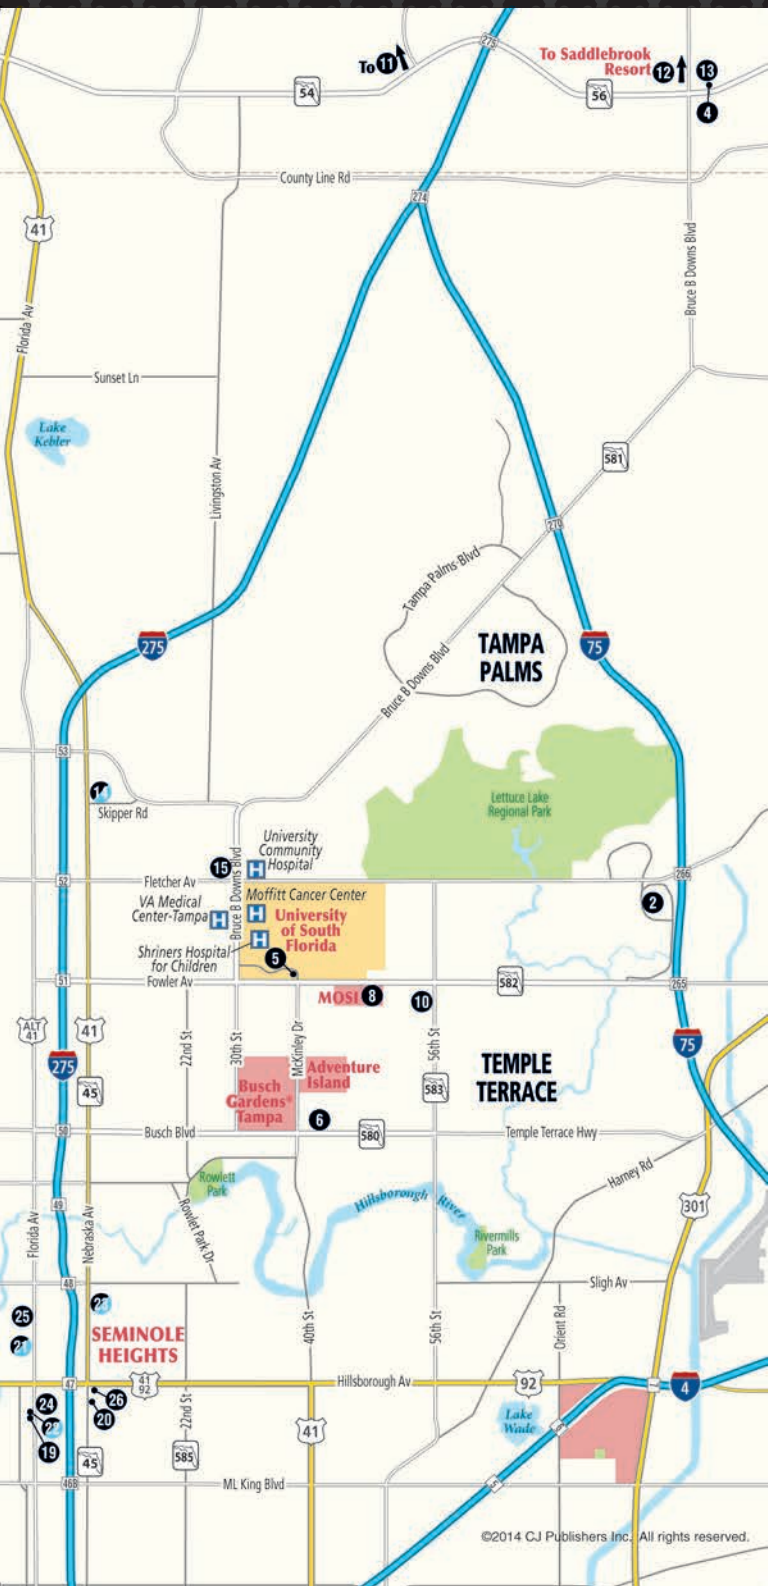 275
To 11
To Saddlebrook
Resort 12
13
54
56
4
County Line Rd
274
41
Bruce B Downs Blvd
Florida Av
Sunset Ln
Lake
Kebler
581
Livingston Av
270
Tampa Palms Blvd
275
TAMPA
PALMS
75
Bruce B Downs Blvd
53
14
Skipper Rd
Lettuce Lake
Regional Park
University
Community
Hospital
H
15
Bruce B Downs Blvd
52
Fletcher Av
266
Moffitt Cancer Center
VA Medical
Center-Tampa H
H
University
of South
Florida
2
Shriners Hospital
for Children
H
5
51
Fowler Av
582
265
MOSI 8
10
ALT
41
41
22nd St
30th St
McKinley Dr
56th St
75
275
45
Adventure
Island
Busch
Gardens®
Tampa
583
TEMPLE
TERRACE
6
50
Busch Blvd
580
Temple Terrace Hwy
Harney Rd
Rowlett
Park
49
Rowlet Park Dr
Hillsborough River
301
Florida Av
Nebraska Av
Rivermills
Park
48
Sligh Av
23
25
21
SEMINOLE
HEIGHTS
40th St
56th St
Orient Rd
47
41
92
Hillsborough Av
92
4
24
26
20
22
19
22nd St
41
Lake
Wade
45
585
46B
ML King Blvd
5
©2014 CJ Publishers Inc. All rights reserved.